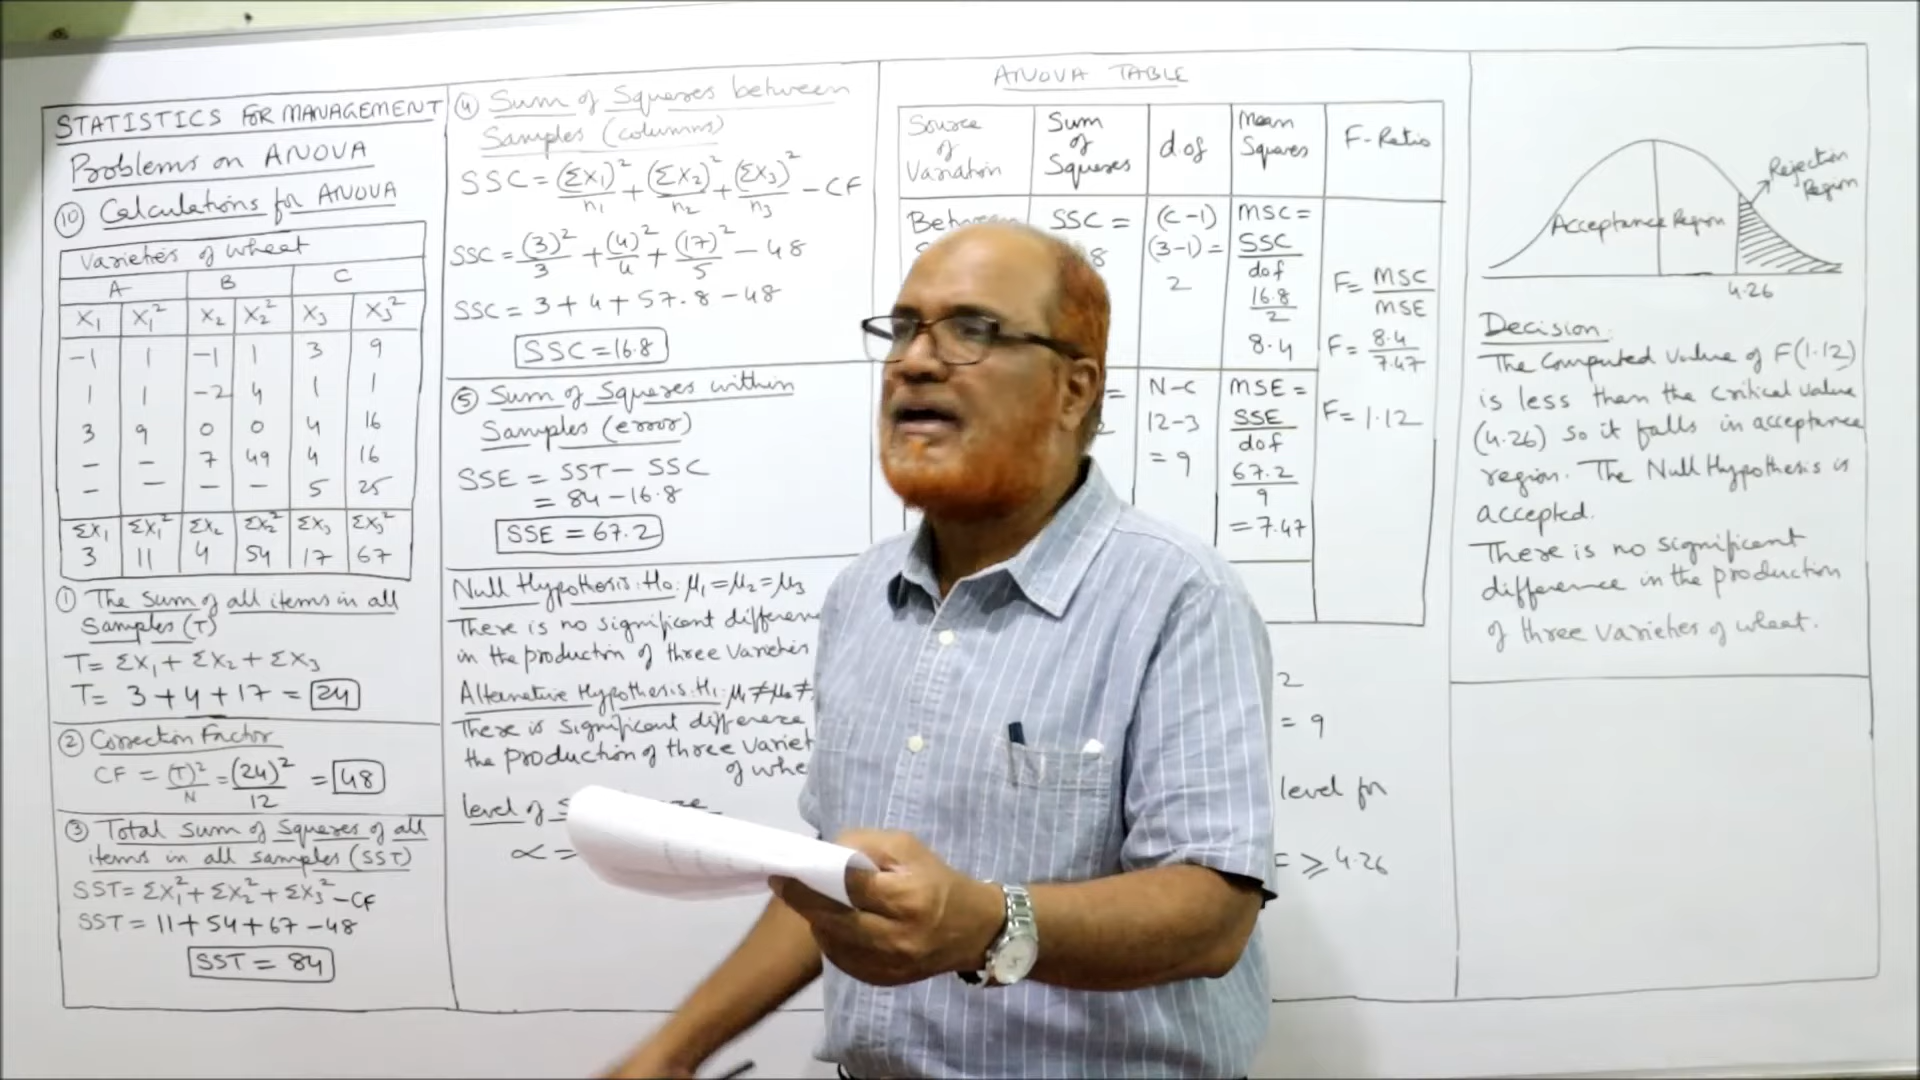 STATISTICS FOR MANAGEMENT
Problems on ANOVA
10 Calculations for ANOVA
Varieties of wheat
A B C
X₁ X₁² X₂ X₂² X₃ X₃²
-1 1 -1 1 3 9
1 1 -2 4 1 1
3 9 0 0 4 16
- - 7 49 4 16
- - - - 5 25
ΣX₁ ΣX₁² ΣX₂ ΣX₂² ΣX₃ ΣX₃²
3 11 4 54 17 67
① The sum of all items in all
Samples (T)
T = ΣX₁ + ΣX₂ + ΣX₃
T = 3 + 4 + 17 = 24
② Correction Factor
CF = (T)²/N = (24)²/12 = 48
③ Total sum of Squares of all
items in all samples (SST)
SST = ΣX₁² + ΣX₂² + ΣX₃² - CF
SST = 11 + 54 + 67 - 48
SST = 84
④ Sum of Squares between
Samples (columns)
SSC = (ΣX₁)²/n₁ + (ΣX₂)²/n₂ + (ΣX₃)²/n₃ - CF
SSC = (3)²/3 + (4)²/4 + (17)²/5 - 48
SSC = 3 + 4 + 57.8 - 48
SSC = 16.8
⑤ Sum of Squares within
Samples (error)
SSE = SST - SSC
= 84 - 16.8
SSE = 67.2
Null Hypothesis: H₀: μ₁ = μ₂ = μ₃
There is no significant differen
in the production of three varieties
Alternative Hypothesis: H₁: μ₁ ≠ μ₂ ≠
There is significant difference
the production of three variet
of whe
level of
α =
ANOVA TABLE
Source of Variation
Sum of Squares
d.of
Mean Squares
F-Ratio
Between
SSC =
8
(C-1)
(3-1) =
2
MSC =
SSC/dof
16.8/2
8.4
=
2
N-C
12-3
= 9
MSE =
SSE/dof
67.2/9
= 7.47
F = MSC/MSE
F = 8.4/7.47
F = 1.12
2
= 9
level for
F ≥ 4.26
Acceptance Region
Rejection
Region
4.26
Decision:
The Computed value of F(1.12)
is less than the critical value
(4.26) so it falls in acceptance
region. The Null Hypothesis is
accepted.
There is no significant
difference in the production
of three varieties of wheat.